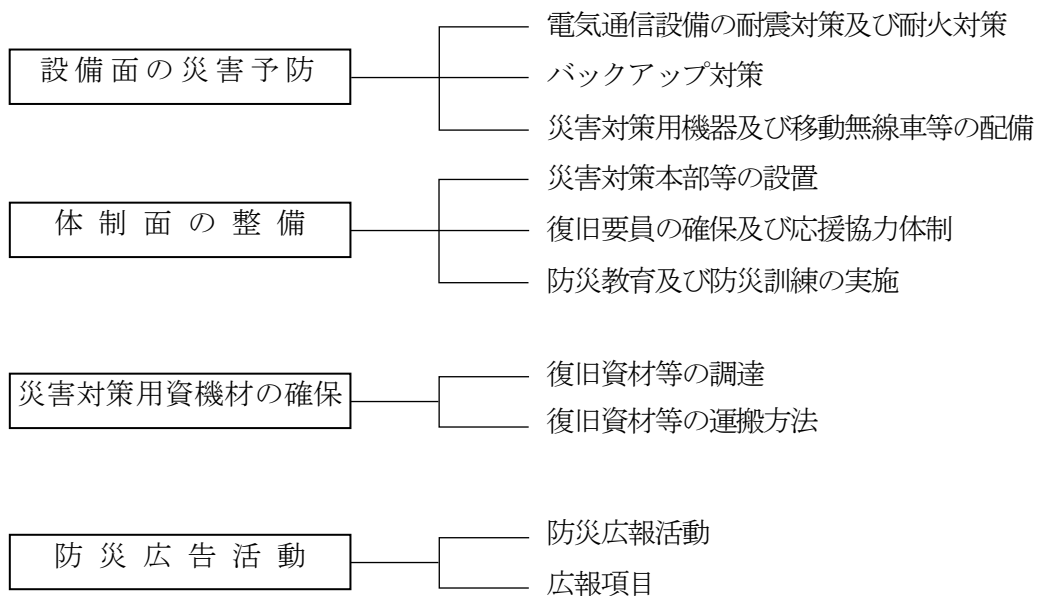 設備面の災害予防
電気通信設備の耐震対策及び耐火対策
バックアップ対策
災害対策用機器及び移動無線車等の配備
体制面の整備
災害対策本部等の設置
復旧要員の確保及び応援協力体制
防災教育及び防災訓練の実施
災害対策用資機材の確保
復旧資材等の調達
復旧資材等の運搬方法
防災広告活動
防災広報活動
広報項目